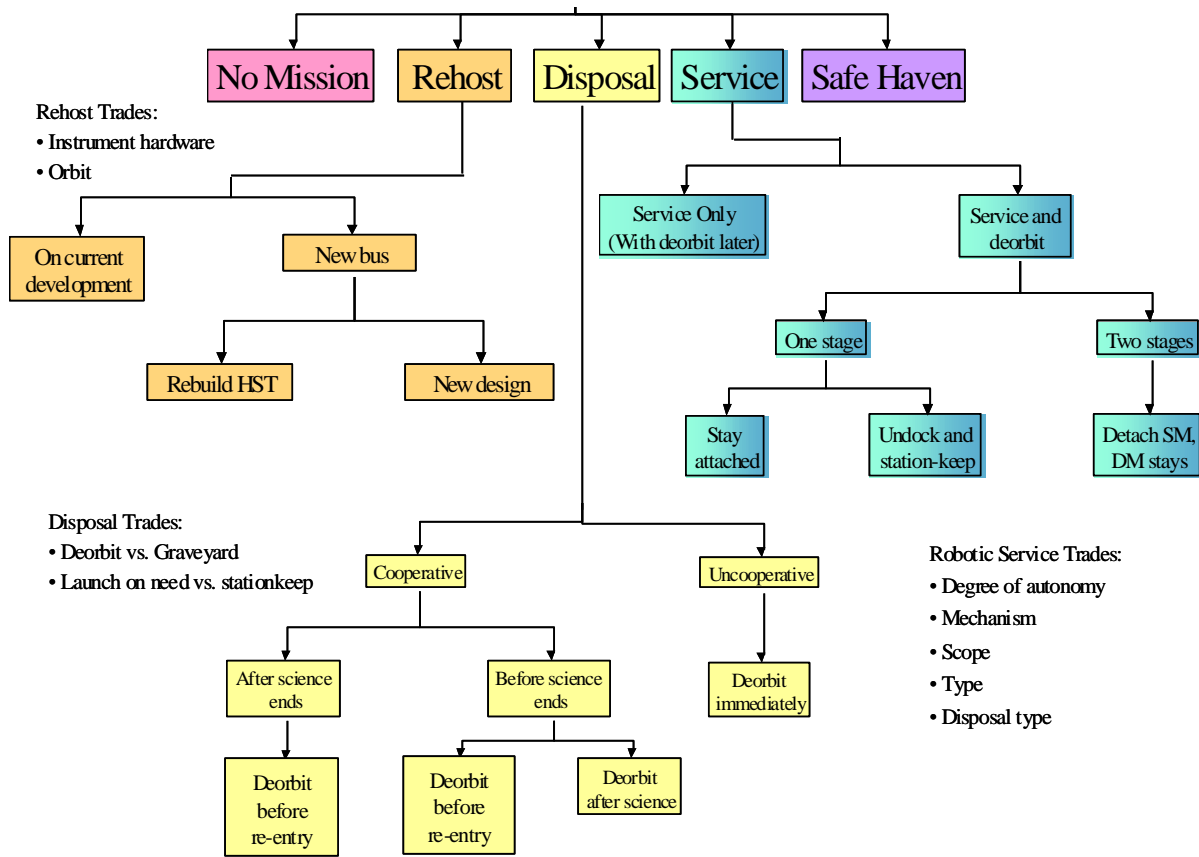 No Mission
Rehost
Disposal
Service
Safe Haven
Rehost Trades:
• Instrument hardware
• Orbit
On current
development
New bus
Rebuild HST
New design
Service Only
(With deorbit later)
Service and
deorbit
One stage
Two stages
Stay
attached
Undock and
station-keep
Detach SM,
DM stays
Disposal Trades:
• Deorbit vs. Graveyard
• Launch on need vs. stationkeep
Cooperative
Uncooperative
After science
ends
Before science
ends
Deorbit
immediately
Deorbit
before
re-entry
Deorbit
before
re-entry
Deorbit
after science
Robotic Service Trades:
• Degree of autonomy
• Mechanism
• Scope
• Type
• Disposal type